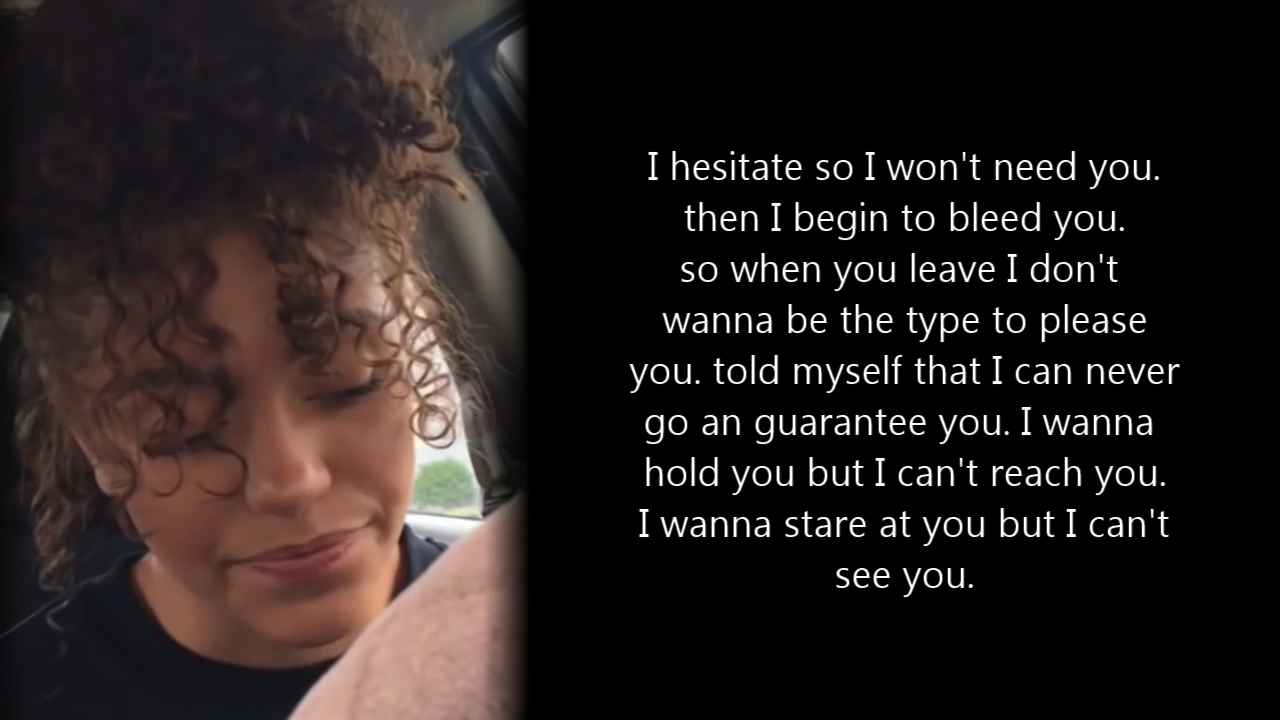 I hesitate so I won't need you.
then I begin to bleed you.
so when you leave I don't
wanna be the type to please
you. told myself that I can never
go an guarantee you. I wanna
hold you but I can't reach you.
I wanna stare at you but I can't
see you.